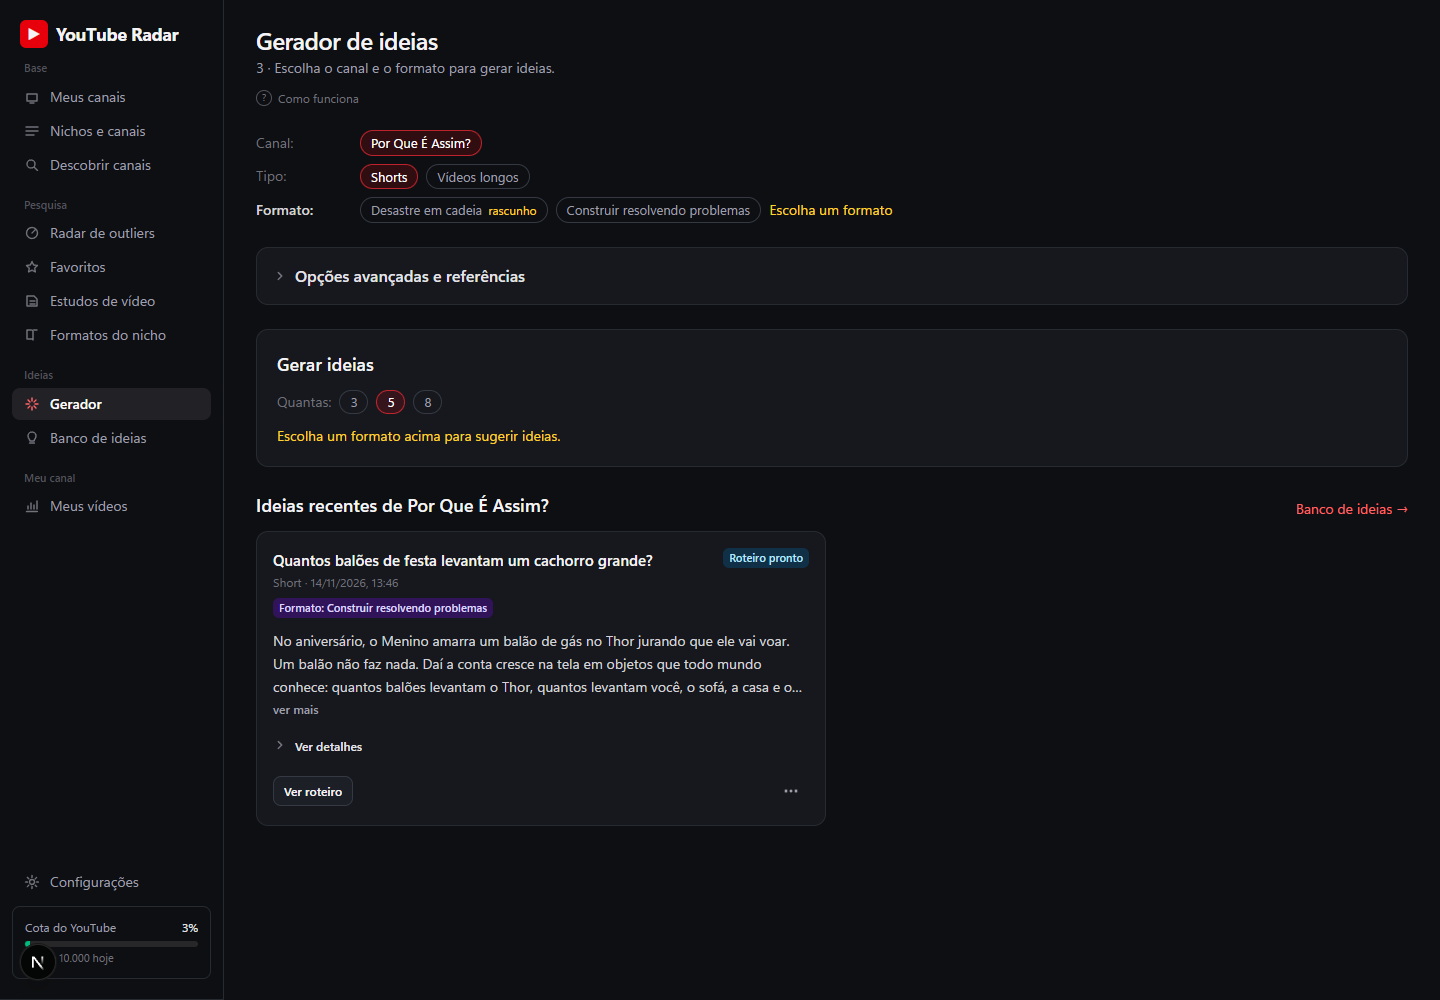 YouTube Radar
Base
Meus canais
Nichos e canais
Descobrir canais
Pesquisa
Radar de outliers
Favoritos
Estudos de vídeo
Formatos do nicho
Ideias
Gerador
Banco de ideias
Meu canal
Meus vídeos
Configurações
Cota do YouTube 3%
10.000 hoje
N
Gerador de ideias
3 · Escolha o canal e o formato para gerar ideias.
? Como funciona
Canal: Por Que É Assim?
Tipo: Shorts Vídeos longos
Formato: Desastre em cadeia rascunho Construir resolvendo problemas Escolha um formato
Opções avançadas e referências
Gerar ideias
Quantas: 3 5 8
Escolha um formato acima para sugerir ideias.
Ideias recentes de Por Que É Assim? Banco de ideias →
Quantos balões de festa levantam um cachorro grande? Roteiro pronto
Short · 14/11/2026, 13:46
Formato: Construir resolvendo problemas
No aniversário, o Menino amarra um balão de gás no Thor jurando que ele vai voar.
Um balão não faz nada. Daí a conta cresce na tela em objetos que todo mundo
conhece: quantos balões levantam o Thor, quantos levantam você, o sofá, a casa e o...
ver mais
Ver detalhes
Ver roteiro